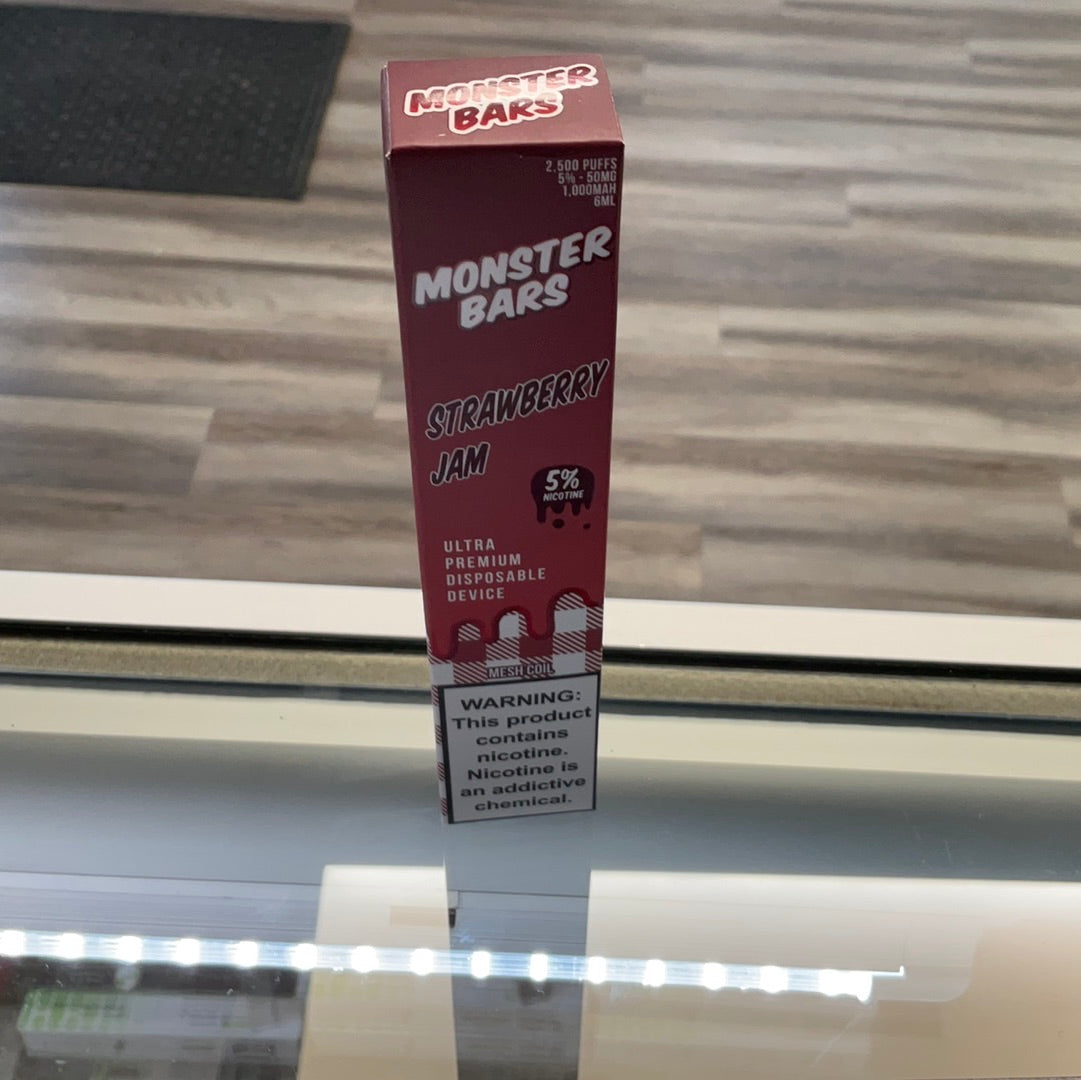 MONSTER
BARS
2,500 PUFFS
5% - 50MG
1,000MAH
6ML
MONSTER
BARS
STRAWBERRY
JAM
5%
NICOTINE
ULTRA
PREMIUM
DISPOSABLE
DEVICE
MESH COIL
WARNING:
This product
contains
nicotine.
Nicotine is
an addictive
chemical.